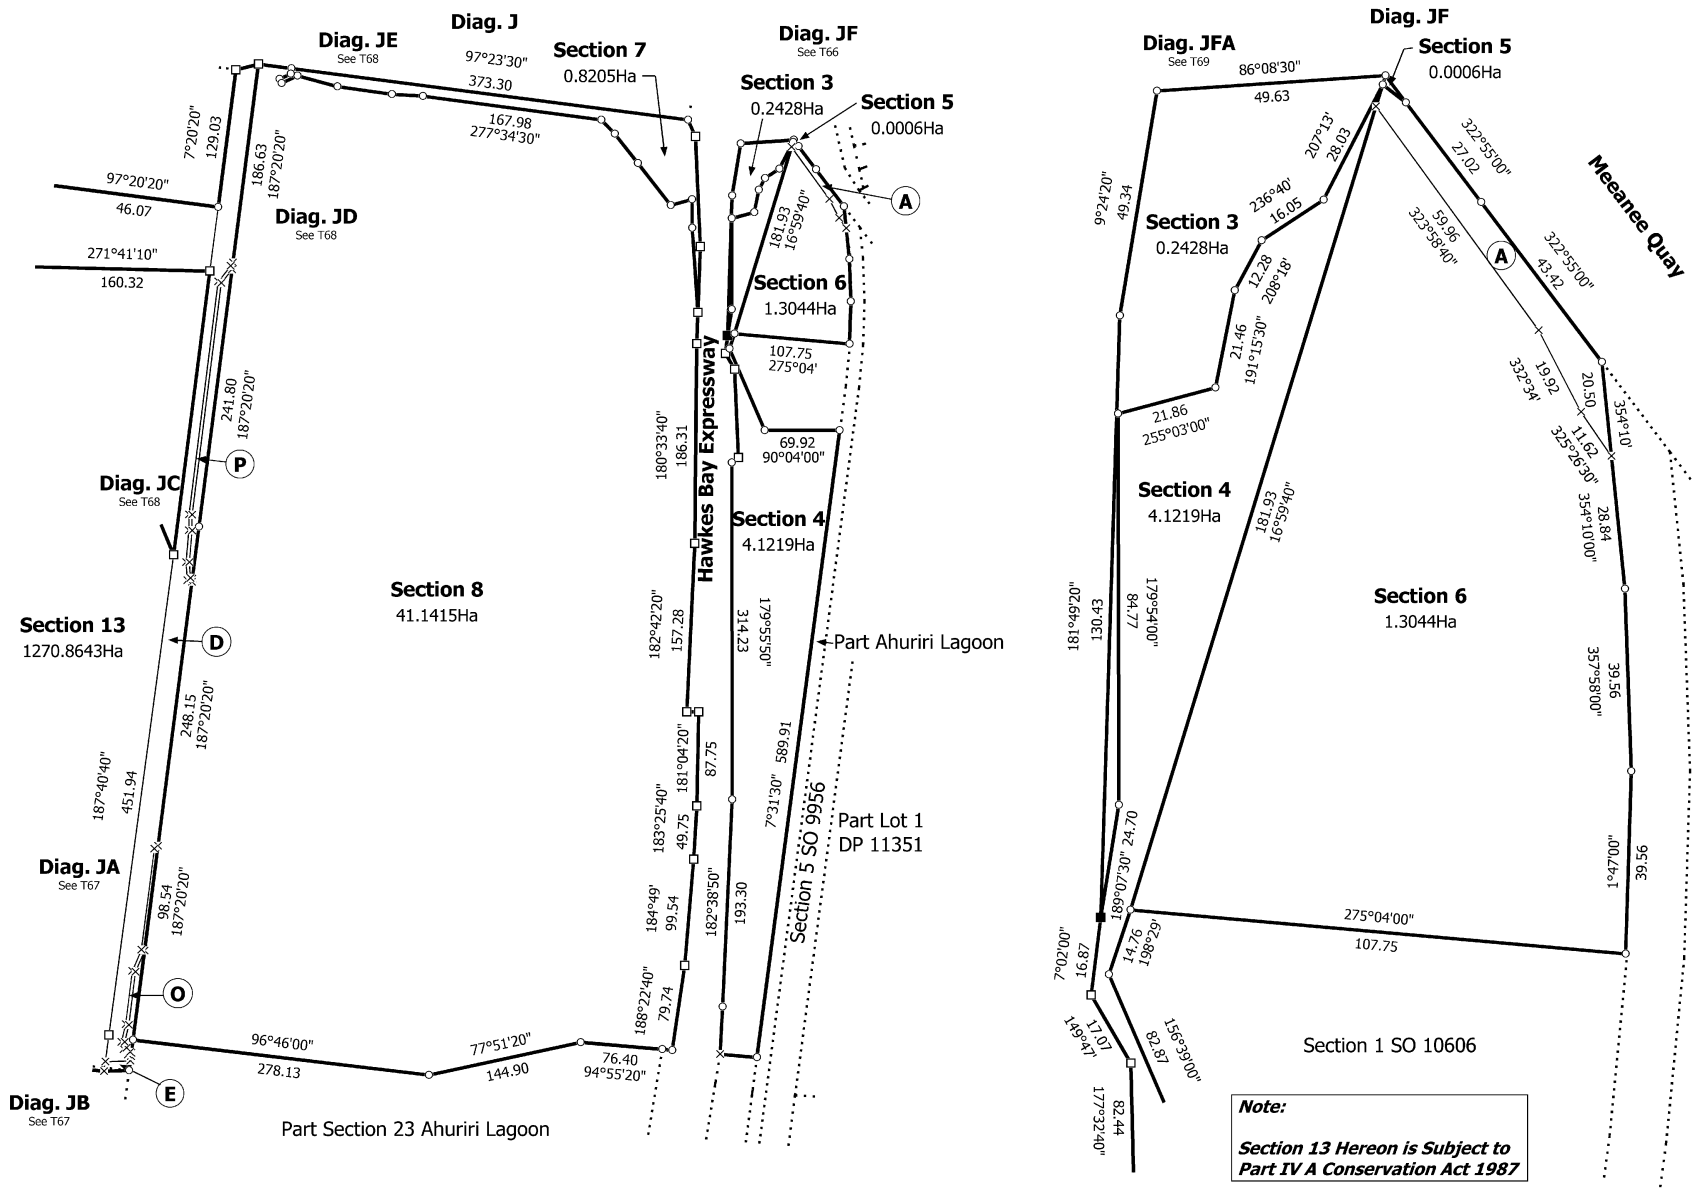 Diag. J
Diag. JE
See T68
97°23'30"
373.30
Section 7
0.8205Ha
Diag. JF
See T66
Section 3
0.2428Ha
Section 5
0.0006Ha
167.98
277°34'30"
7°20'20"
129.03
186.63
187°20'20"
97°20'20"
46.07
Diag. JD
See T68
271°41'10"
160.32
A
181.93
16°59'40"
Section 6
1.3044Ha
107.75
275°04'
241.80
187°20'20"
P
Diag. JC
See T68
180°33'40"
186.31
Hawkes Bay Expressway
69.92
90°04'00"
Section 4
4.1219Ha
Section 8
41.1415Ha
Section 13
1270.8643Ha
D
182°42'20"
157.28
314.23
179°55'50"
Part Ahuriri Lagoon
248.15
187°20'20"
187°40'40"
451.94
181°04'20"
87.75
589.91
7°31'30"
Section 5 SO 9956
Part Lot 1
DP 11351
183°25'40"
49.75
Diag. JA
See T67
98.54
187°20'20"
184°49'
99.54
182°38'50"
193.30
O
188°22'40"
79.74
96°46'00"
278.13
77°51'20"
144.90
76.40
94°55'20"
E
Diag. JB
See T67
Part Section 23 Ahuriri Lagoon
Diag. JF
Diag. JFA
See T69
Section 5
0.0006Ha
86°08'30"
49.63
207°13'
28.03
322°55'00"
27.02
Meeanee Quay
9°24'20"
49.34
236°40'
16.05
Section 3
0.2428Ha
59.96
323°58'40"
A
322°55'00"
43.42
12.28
208°18'
21.46
191°15'30"
21.86
255°03'00"
19.92
332°34'
20.50
354°10'
11.62
325°26'30"
Section 4
4.1219Ha
181.93
16°59'40"
28.84
354°10'00"
181°49'20"
130.43
84.77
179°54'00"
Section 6
1.3044Ha
39.56
357°58'00"
24.70
189°07'30"
1°47'00"
39.56
275°04'00"
107.75
7°02'00"
16.87
14.76
198°29'
17.07
149°47'
156°39'00"
82.87
Section 1 SO 10606
82.44
177°32'40"
Note:
Section 13 Hereon is Subject to
Part IV A Conservation Act 1987